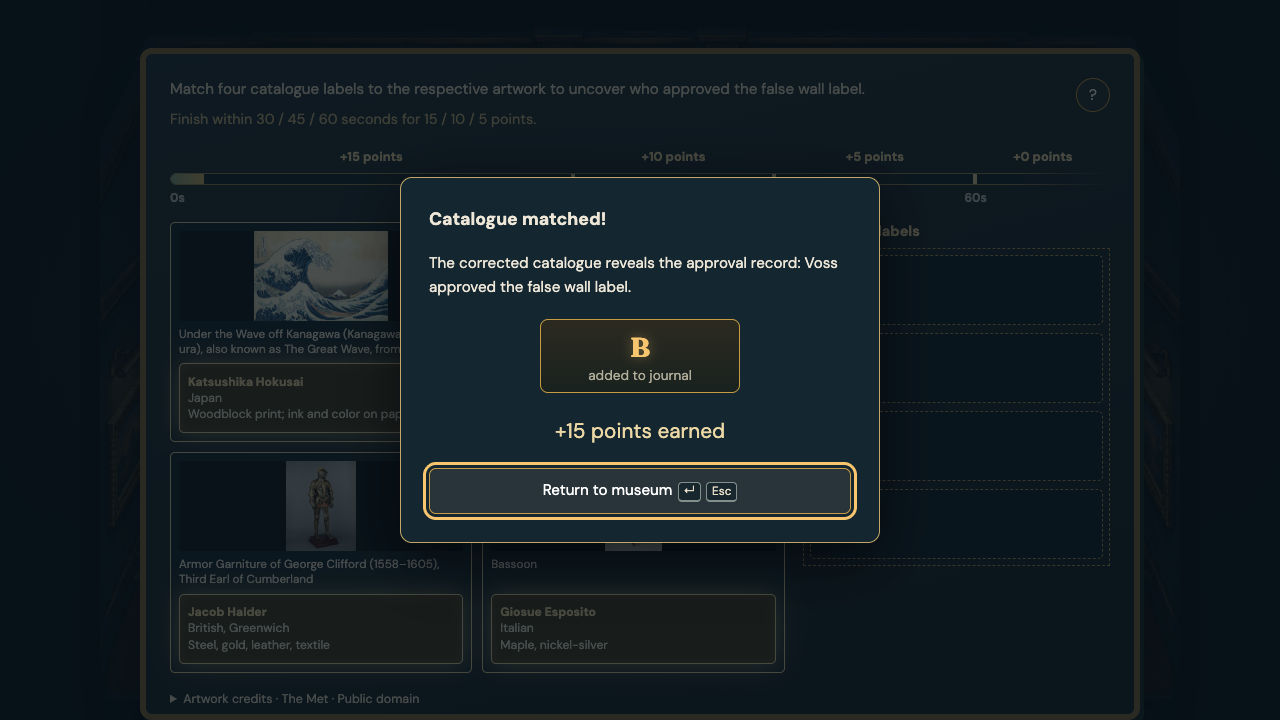 Match four catalogue labels to the respective artwork to uncover who approved the false wall label.
?
Finish within 30 / 45 / 60 seconds for 15 / 10 / 5 points.
+15 points
+10 points
+5 points
+0 points
0s
60s
Catalogue matched!
The corrected catalogue reveals the approval record: Voss
approved the false wall label.
B
added to journal
+15 points earned
Return to museum ↵ Esc
labels
Under the Wave off Kanagawa (Kanagawa
ura), also known as The Great Wave, from
Katsushika Hokusai
Japan
Woodblock print; ink and color on pap
Armor Garniture of George Clifford (1558–1605),
Third Earl of Cumberland
Jacob Halder
British, Greenwich
Steel, gold, leather, textile
Bassoon
Giosue Esposito
Italian
Maple, nickel-silver
Artwork credits · The Met · Public domain